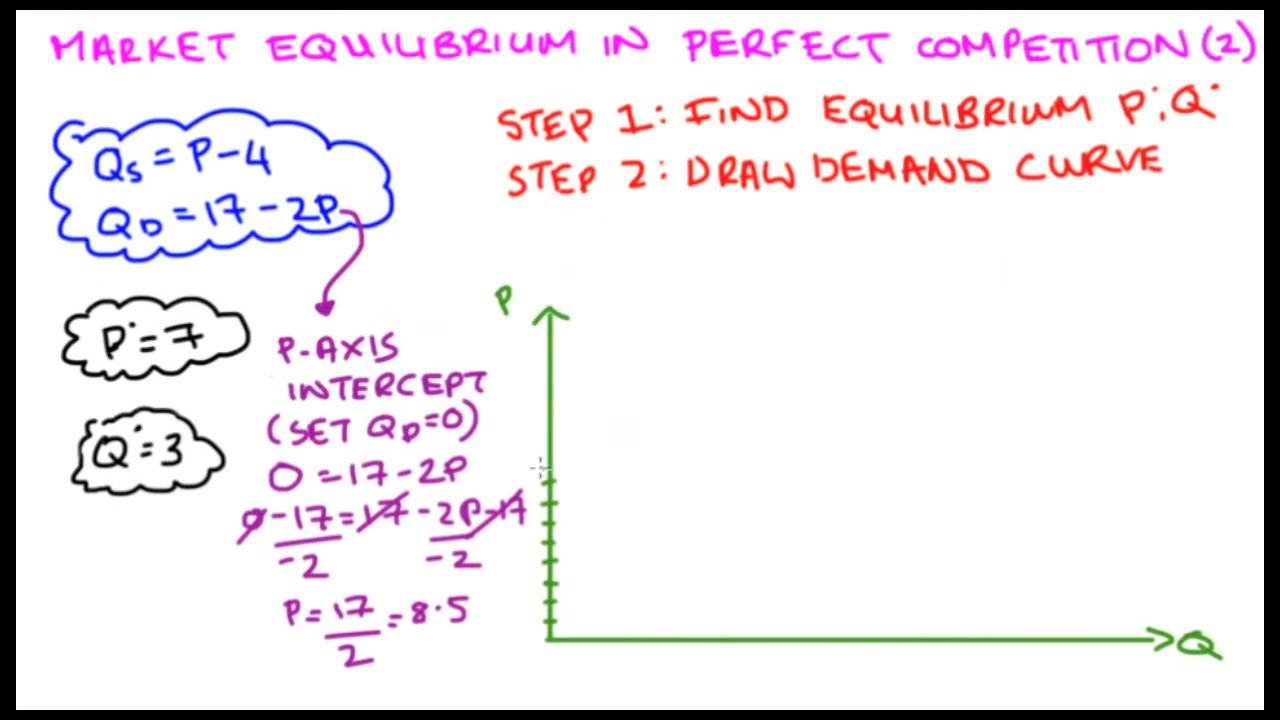 MARKET EQUILIBRIUM IN PERFECT COMPETITION (2)
STEP 1: FIND EQUILIBRIUM P*, Q*
STEP 2: DRAW DEMAND CURVE
Qs = P - 4
QD = 17 - 2P
P* = 7
Q* = 3
P-AXIS
INTERCEPT
(SET QD = 0)
0 = 17 - 2P
0 - 17 = 17 - 2P - 17
-2 -2
P = 17/2 = 8.5
P
Q